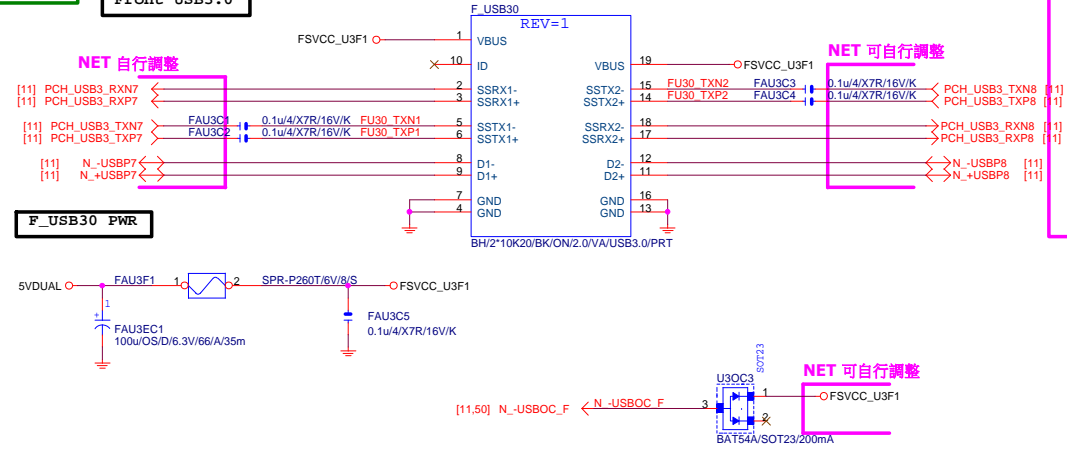 Front USB3.0
F_USB30
REV=1
FSVCC_U3F1
1
VBUS
10
ID
VBUS
19
FSVCC_U3F1
NET 自行調整
NET 可自行調整
[11] PCH_USB3_RXN7
2
SSRX1-
[11] PCH_USB3_RXP7
3
SSRX1+
SSTX2-
15
FU30_TXN2
FAU3C3
0.1u/4/X7R/16V/K
PCH_USB3_TXN8 [11]
SSTX2+
14
FU30_TXP2
FAU3C4
0.1u/4/X7R/16V/K
PCH_USB3_TXP8 [11]
[11] PCH_USB3_TXN7
FAU3C1
0.1u/4/X7R/16V/K
FU30_TXN1
5
SSTX1-
[11] PCH_USB3_TXP7
FAU3C2
0.1u/4/X7R/16V/K
FU30_TXP1
6
SSTX1+
SSRX2-
18
PCH_USB3_RXN8 [11]
SSRX2+
17
PCH_USB3_RXP8 [11]
[11] N_-USBP7
8
D1-
[11] N_+USBP7
9
D1+
D2-
12
N_-USBP8 [11]
D2+
11
N_+USBP8 [11]
7
GND
4
GND
GND
16
GND
13
BH/2*10K20/BK/ON/2.0/VA/USB3.0/PRT
F_USB30 PWR
5VDUAL
FAU3F1
1
2
SPR-P260T/6V/8/S
FSVCC_U3F1
1
+
FAU3EC1
100u/OS/D/6.3V/66/A/35m
FAU3C5
0.1u/4/X7R/16V/K
SOT23
NET 可自行調整
U3OC3
[11,50] N_-USBOC_F
N_-USBOC_F
3
1
FSVCC_U3F1
2
BAT54A/SOT23/200mA